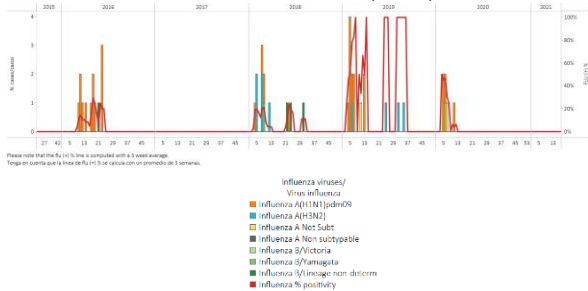 2015 2016 2017 2018 2019 2020 2021
4 100%
3 80%
60%
2
40%
1
20%
0 0%
27 42 5 13 21 29 37 45 5 13 21 29 37 45 5 13 21 29 37 45 5 13 21 29 37 45 5 13 21 29 37 45 53 5 13
Please note that the flu (+) % line is computed with a 3 week average.
Tenga en cuenta que la línea de flu (+) % se calcula con un promedio de 3 semanas.
Influenza viruses/
Virus influenza
Influenza A(H1N1)pdm09
Influenza A(H3N2)
Influenza A Not Subt
Influenza A Non subtypable
Influenza B/Victoria
Influenza B/Yamagata
Influenza B/Lineage non-determ
Influenza % positivity